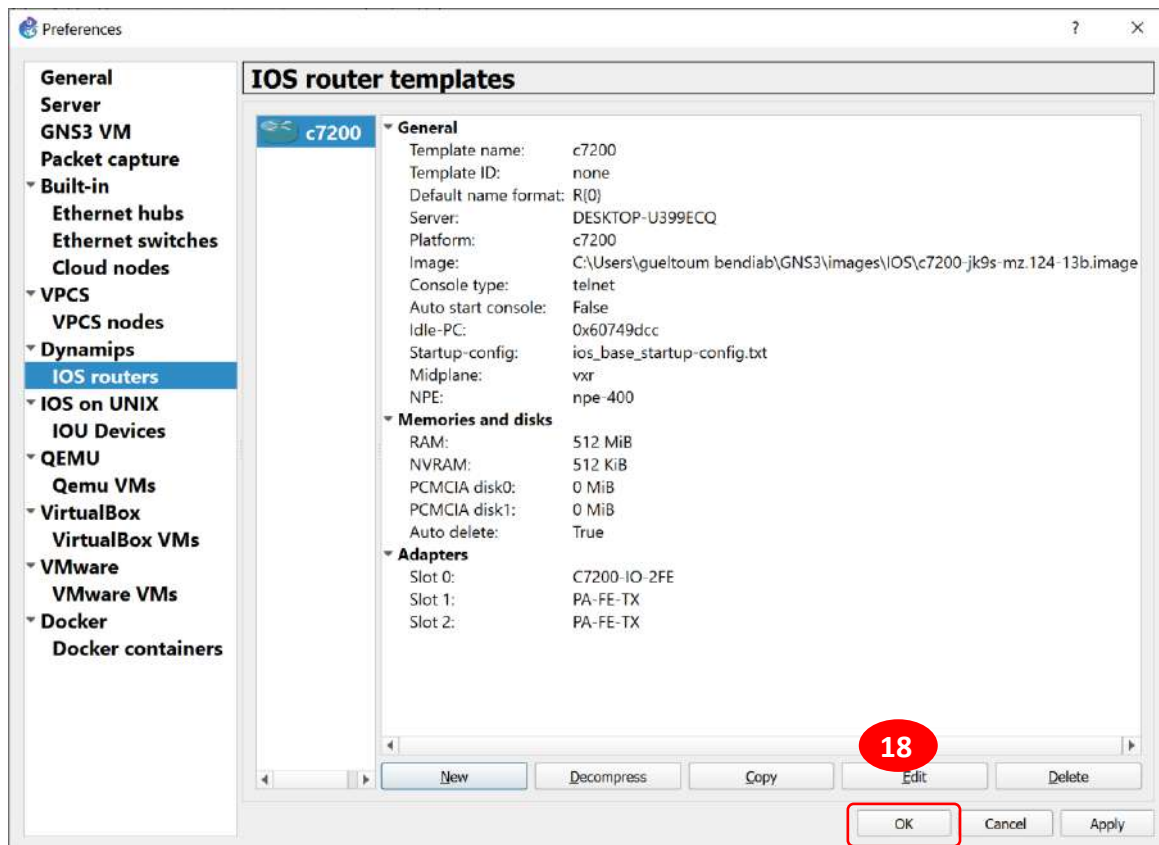 Preferences
?
×
General
Server
GNS3 VM
Packet capture
Built-in
Ethernet hubs
Ethernet switches
Cloud nodes
VPCS
VPCS nodes
Dynamips
IOS routers
IOS on UNIX
IOU Devices
QEMU
Qemu VMs
VirtualBox
VirtualBox VMs
VMware
VMware VMs
Docker
Docker containers
IOS router templates
c7200
General
Template name: c7200
Template ID: none
Default name format: R{0}
Server: DESKTOP-U399ECQ
Platform: c7200
Image: C:\Users\gueltoum bendiab\GNS3\images\IOS\c7200-jk9s-mz.124-13b.image
Console type: telnet
Auto start console: False
Idle-PC: 0x60749dcc
Startup-config: ios_base_startup-config.txt
Midplane: vxr
NPE: npe-400
Memories and disks
RAM: 512 MiB
NVRAM: 512 KiB
PCMCIA disk0: 0 MiB
PCMCIA disk1: 0 MiB
Auto delete: True
Adapters
Slot 0: C7200-IO-2FE
Slot 1: PA-FE-TX
Slot 2: PA-FE-TX
18
New Decompress Copy Edit Delete
OK Cancel Apply